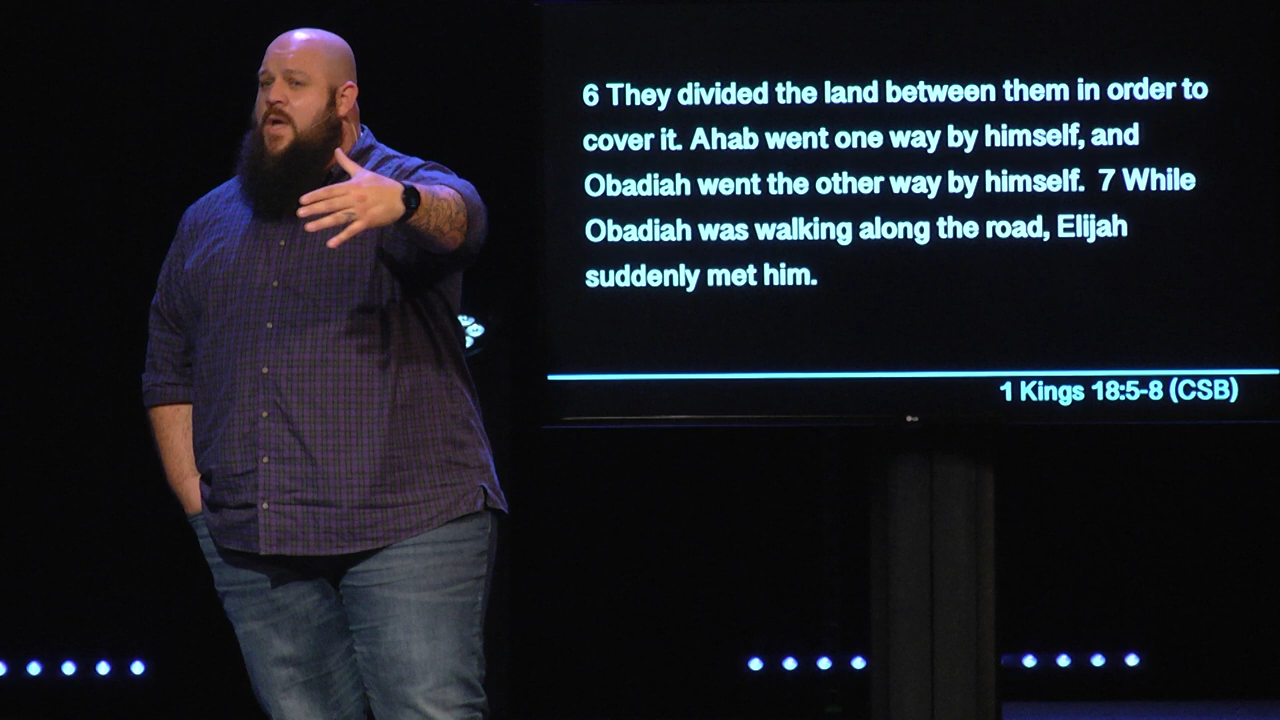 6 They divided the land between them in order to
cover it. Ahab went one way by himself, and
Obadiah went the other way by himself.  7 While
Obadiah was walking along the road, Elijah
suddenly met him.
1 Kings 18:5-8 (CSB)
LG